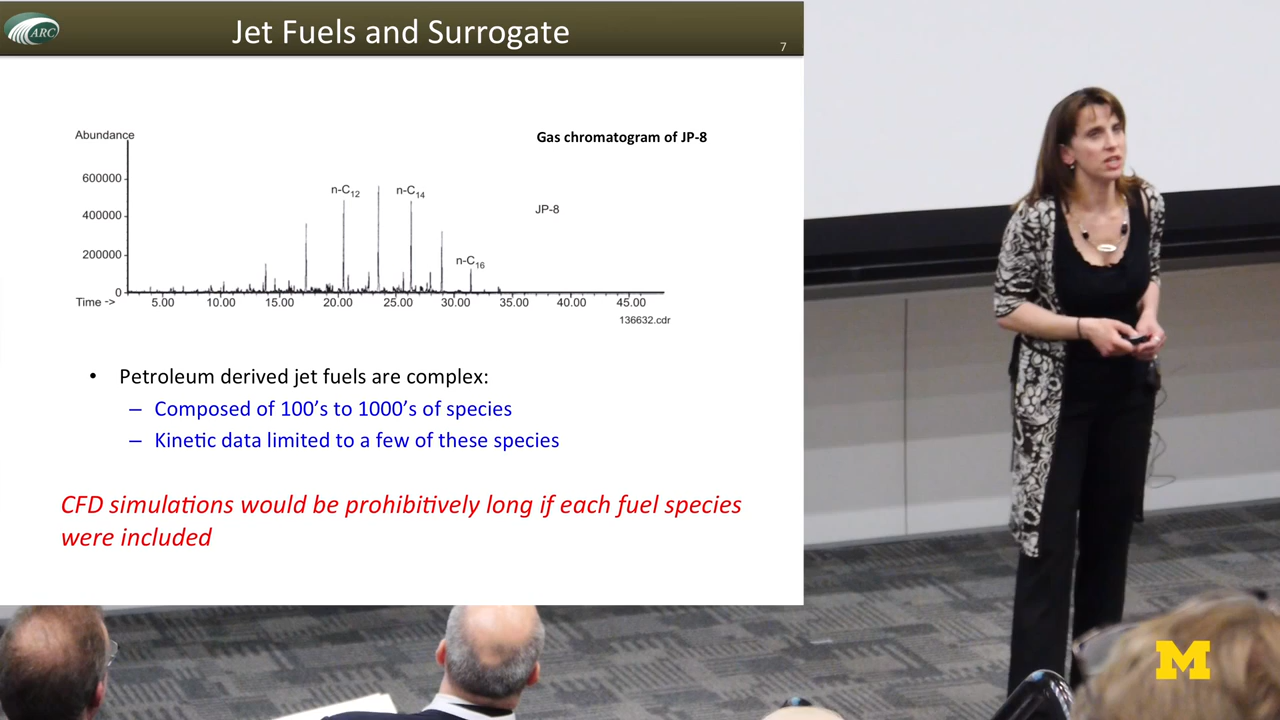 ARC
Jet Fuels and Surrogate
7
Abundance
Gas chromatogram of JP-8
600000
n-C12
n-C14
JP-8
400000
200000
n-C16
0
Time ->
5.00 10.00 15.00 20.00 25.00 30.00 35.00 40.00 45.00
136632.cdr
• Petroleum derived jet fuels are complex:
– Composed of 100's to 1000's of species
– Kinetic data limited to a few of these species
CFD simulations would be prohibitively long if each fuel species
were included
M